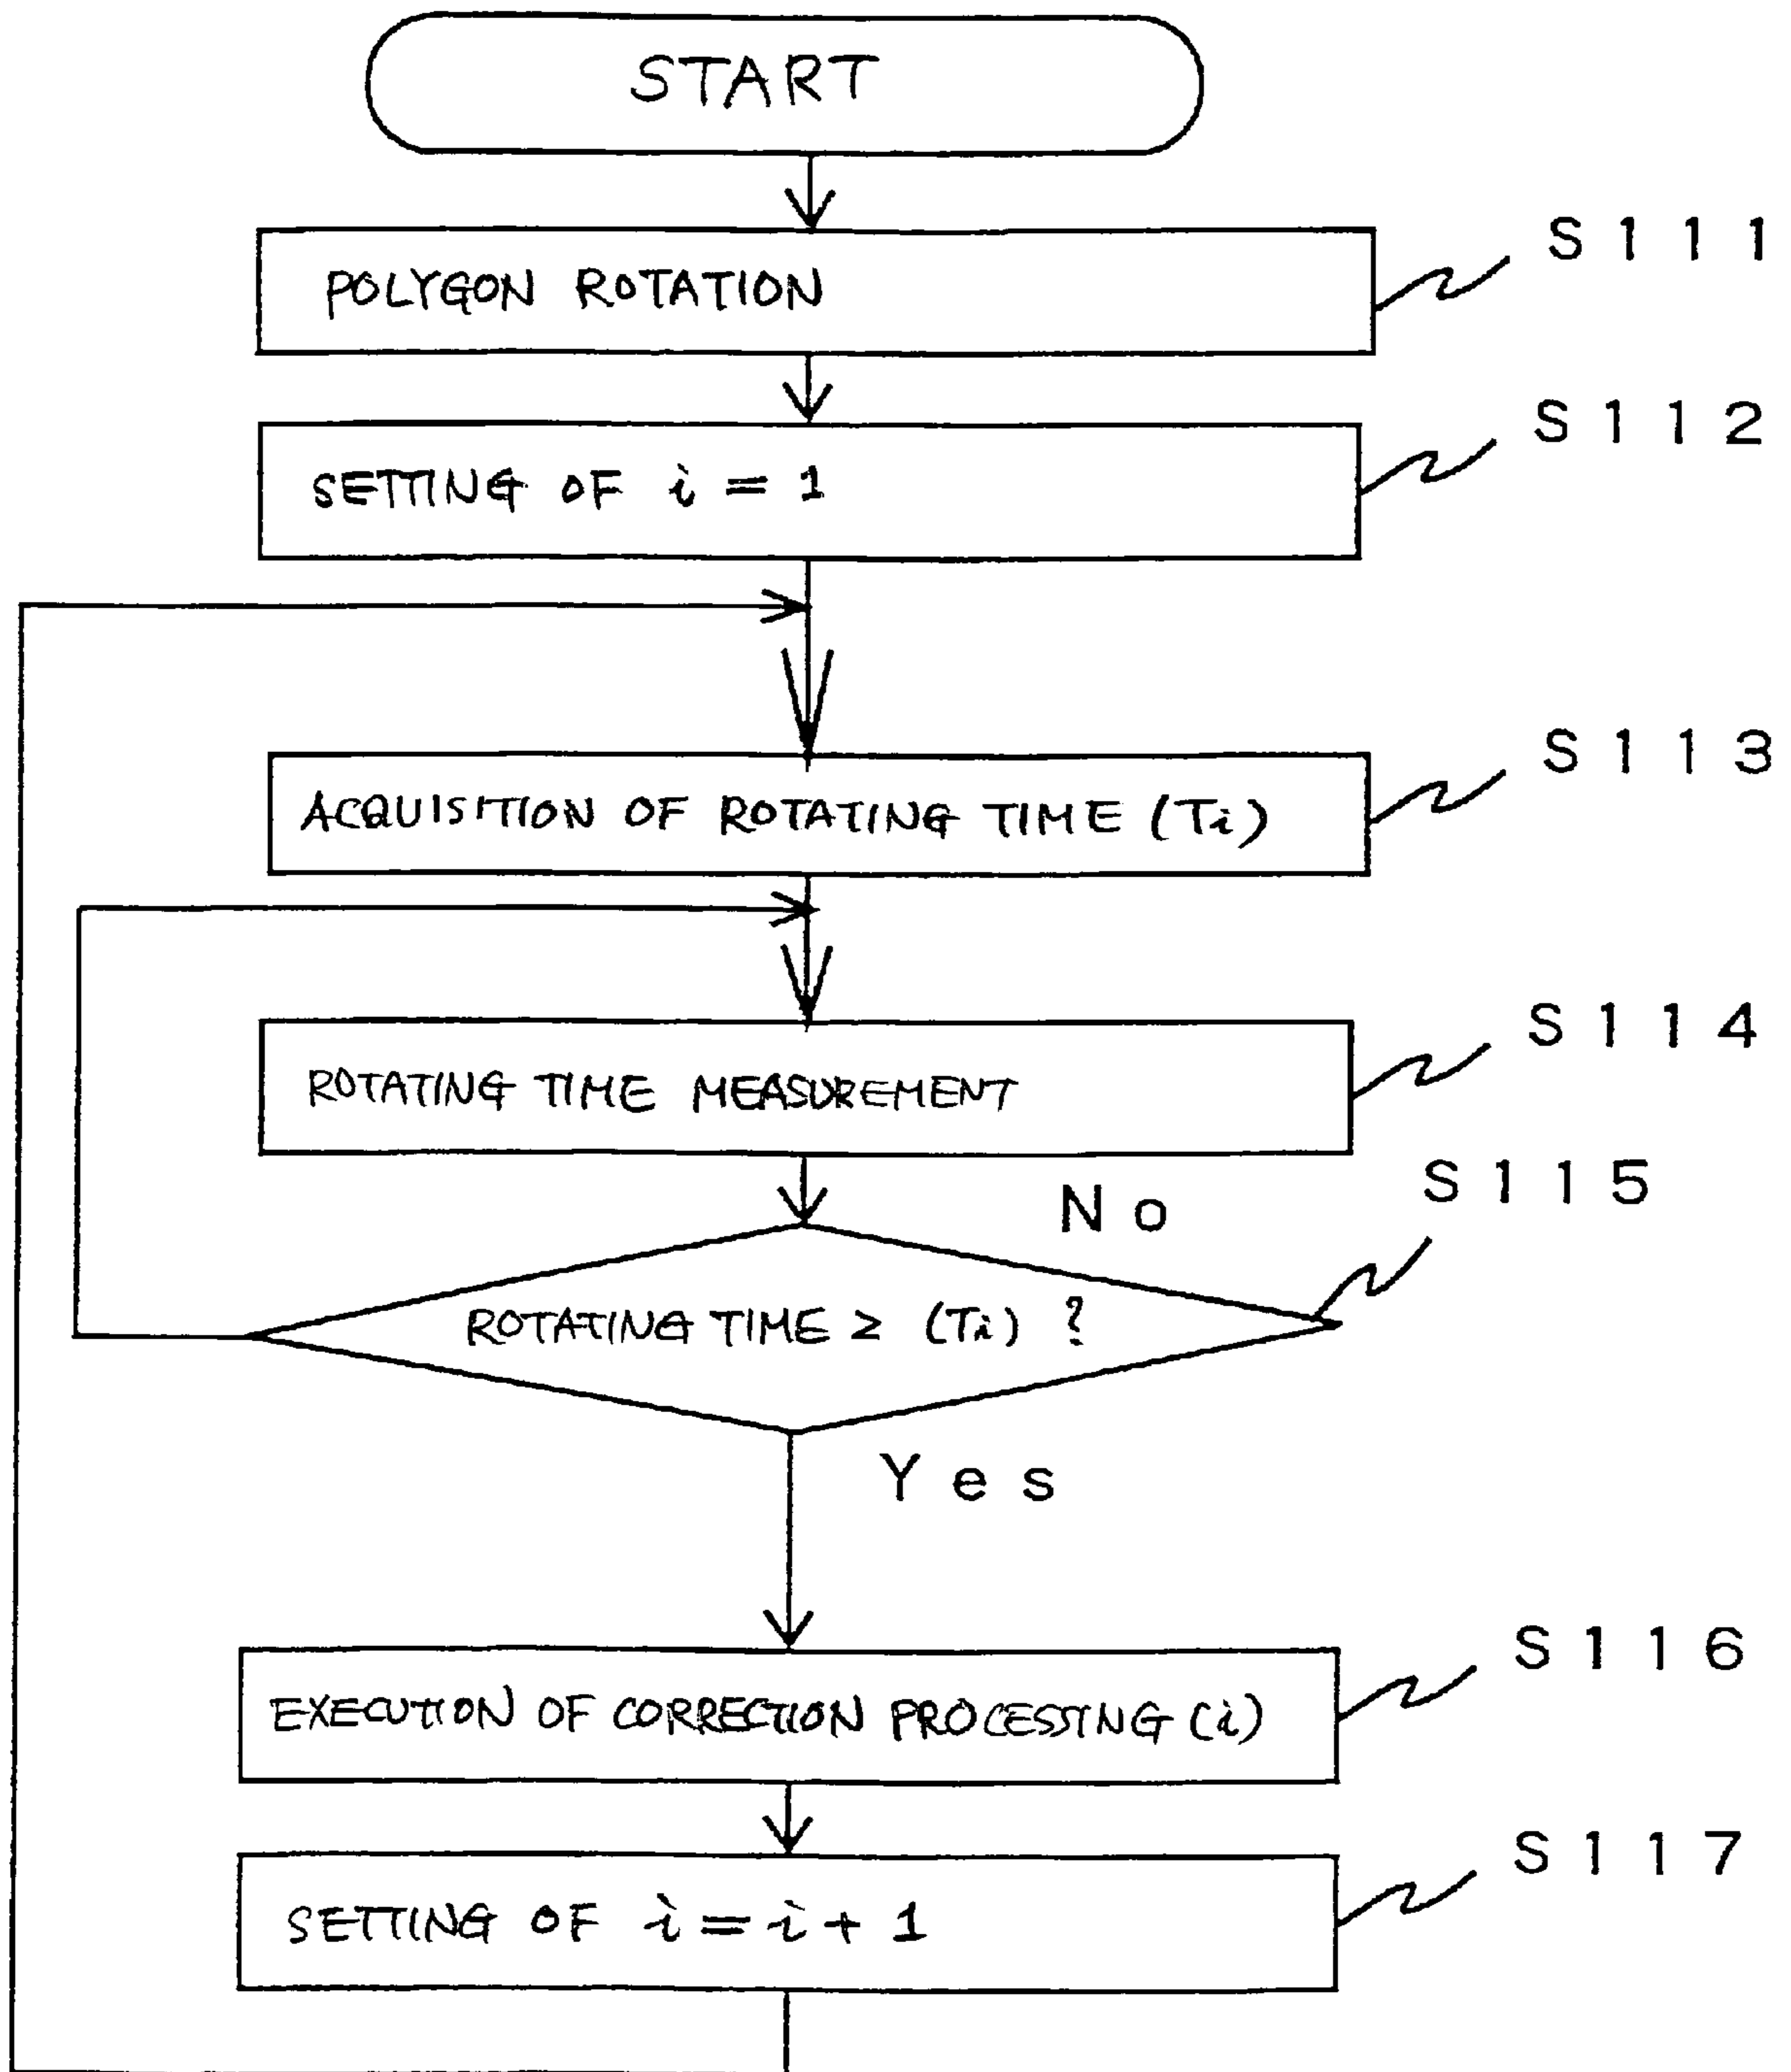 START
POLYGON ROTATION
S111
SETTING OF i = 1
S112
ACQUISITION OF ROTATING TIME (Ti)
S113
ROTATING TIME MEASUREMENT
S114
No
S115
ROTATING TIME ≥ (Ti) ?
Yes
EXECUTION OF CORRECTION PROCESSING (i)
S116
SETTING OF i = i + 1
S117